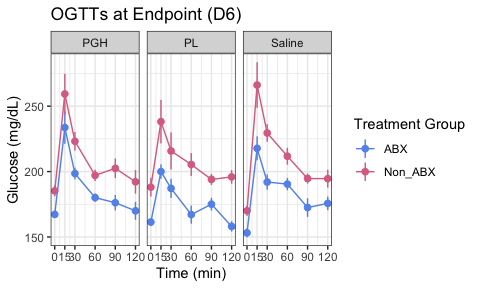 OGTTs at Endpoint (D6)
PGH PL Saline
Glucose (mg/dL)
250
200
150
0 15 30 60 90 120 0 15 30 60 90 120 0 15 30 60 90 120
Time (min)
Treatment Group
ABX
Non_ABX